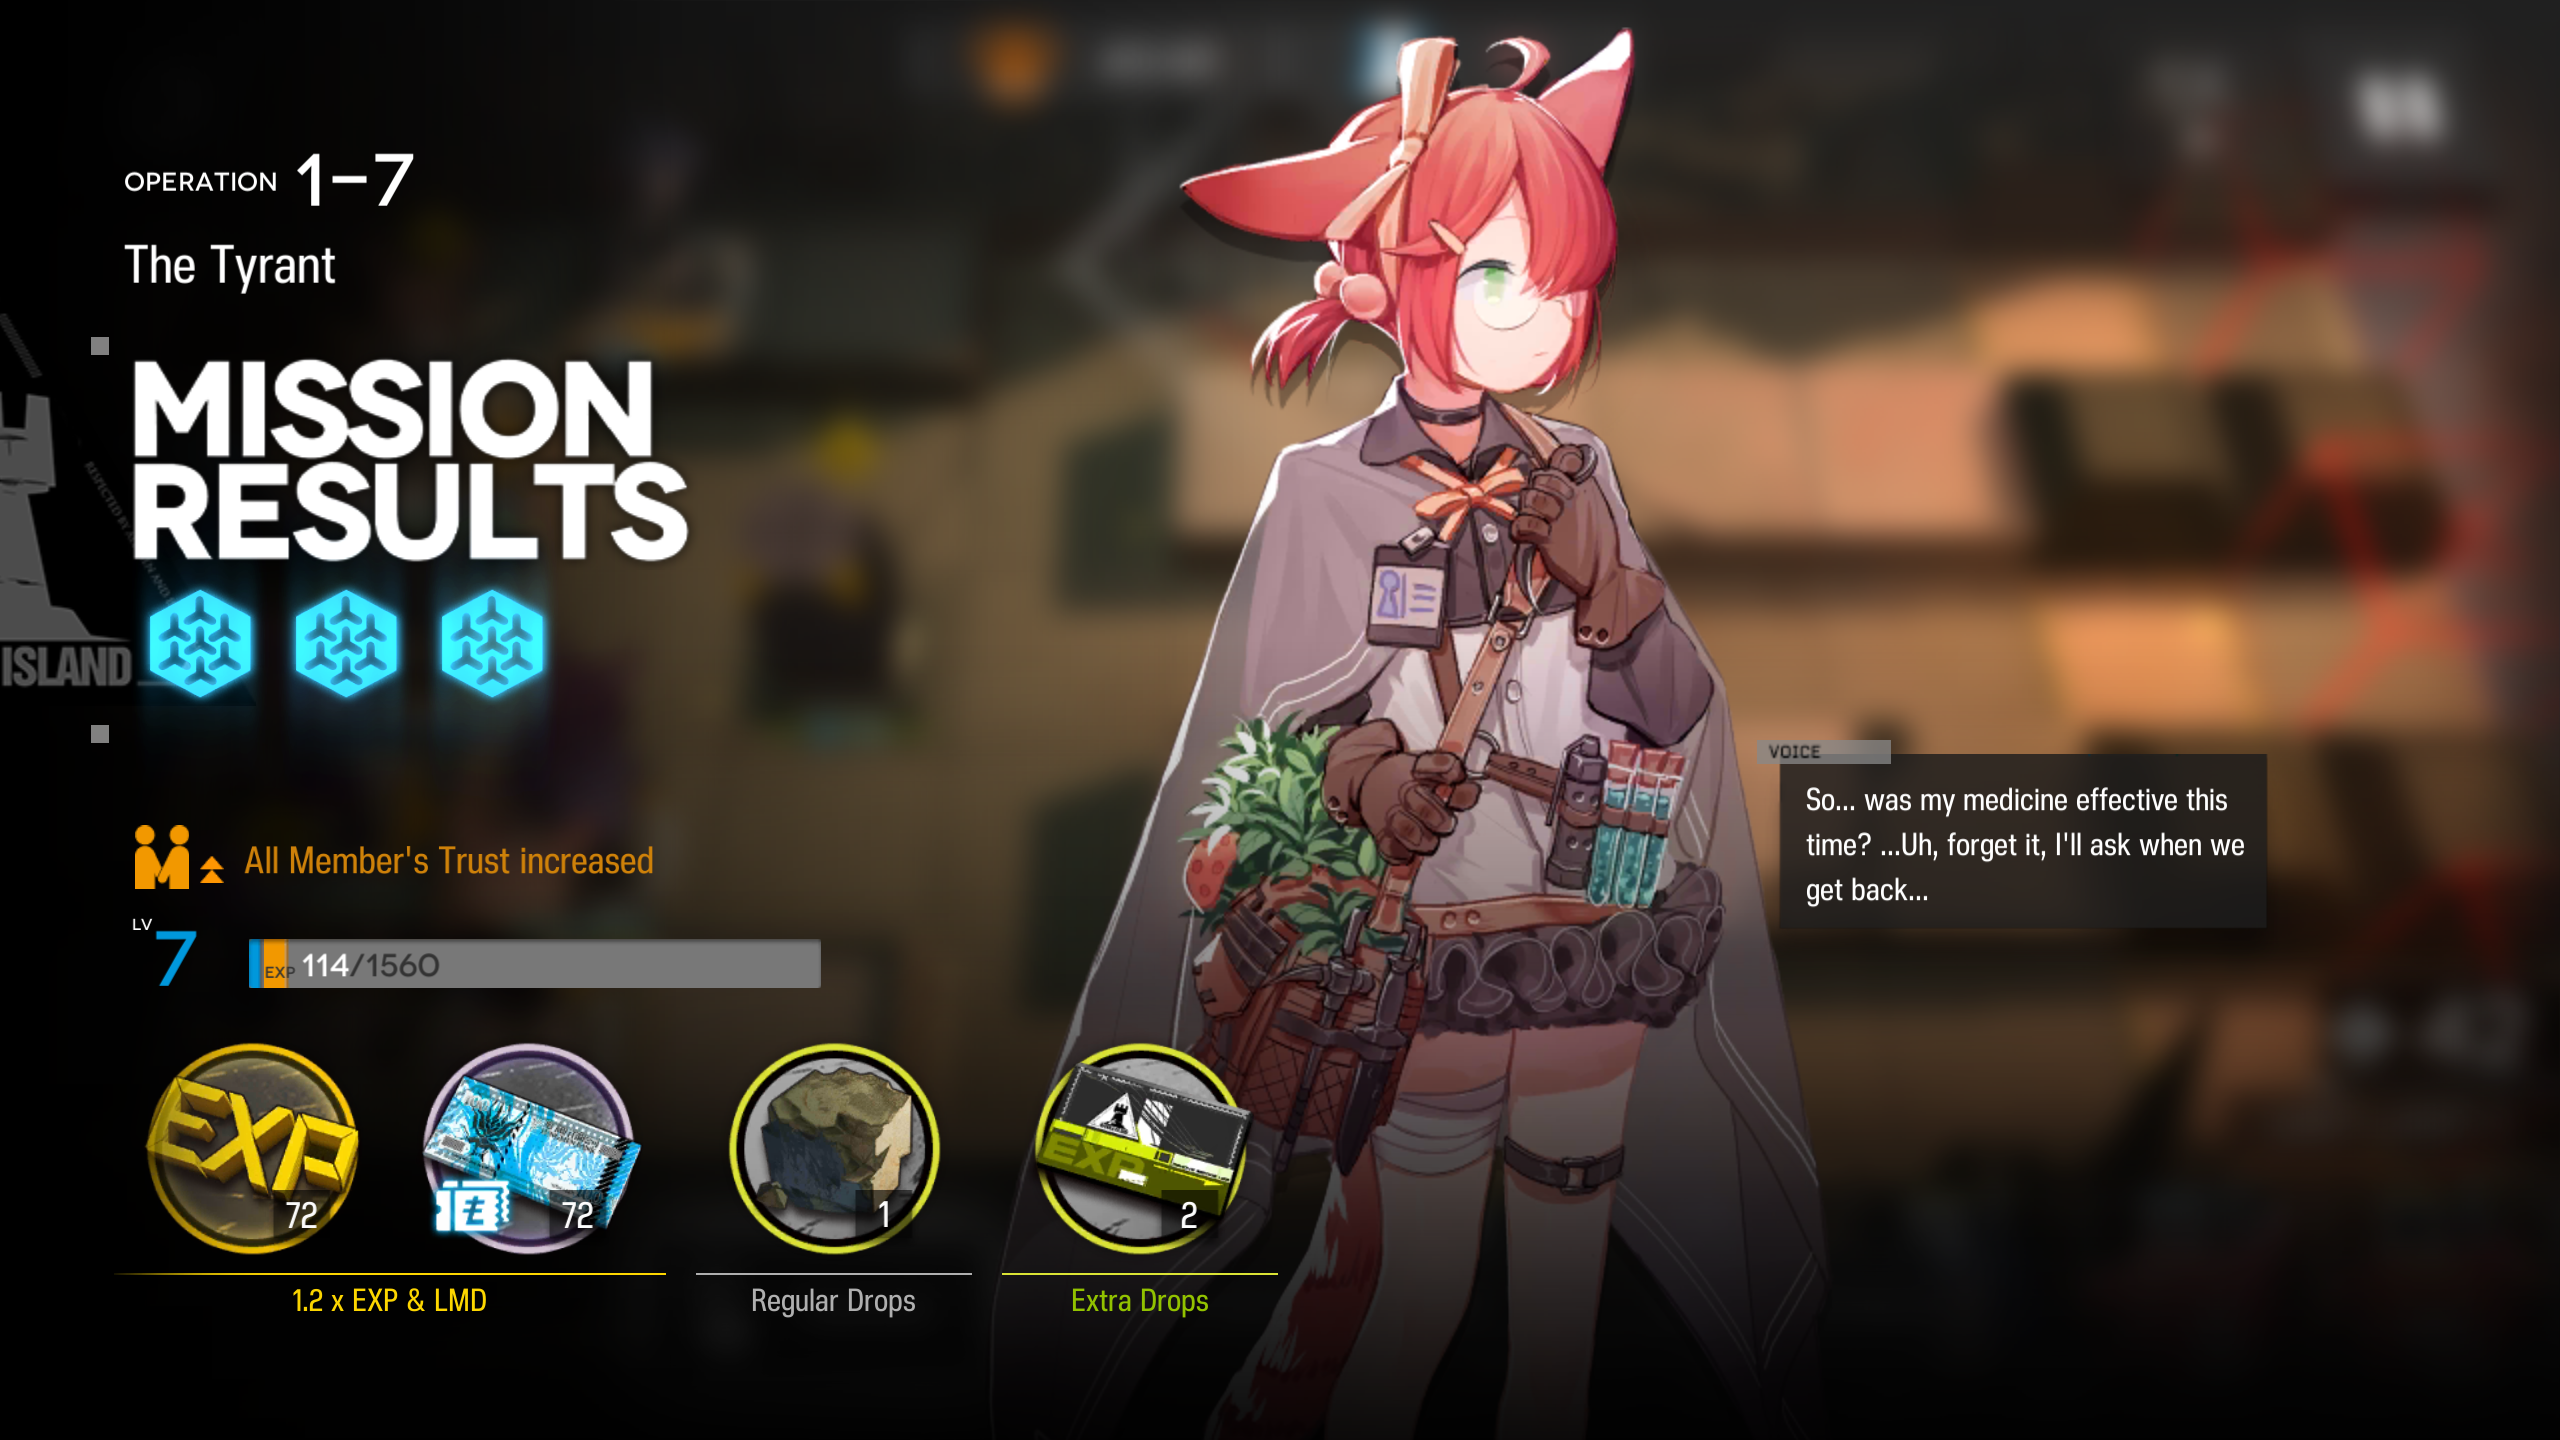 OPERATION 1-7
The Tyrant
MISSION
RESULTS
ISLAND
All Member's Trust increased
LV
7
EXP 114/1560
VOICE
So... was my medicine effective this
time? ...Uh, forget it, I'll ask when we
get back...
EXP
72
72
1
EXP
2
1.2 x EXP & LMD
Regular Drops
Extra Drops